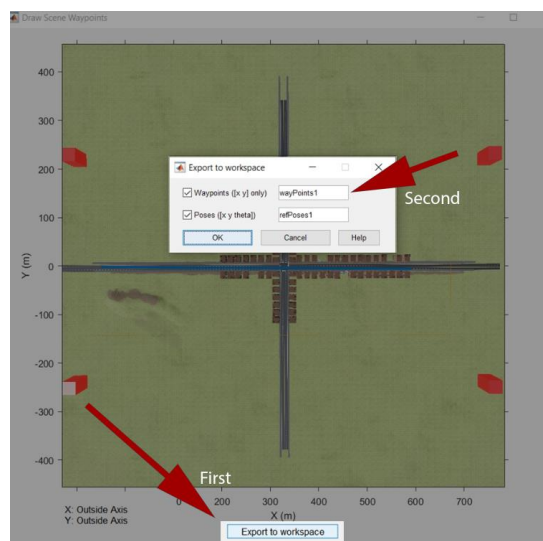 Draw Scene Waypoints
400
300
Export to workspace
Waypoints ([x y] only) wayPoints1
Second
Poses ([x y theta]) refPoses1
100
OK Cancel Help
Y (m)
0
-100
-200
-300
-400
First
0 200 300 400 500 600 700
X: Outside Axis
Y: Outside Axis
X (m)
Export to workspace